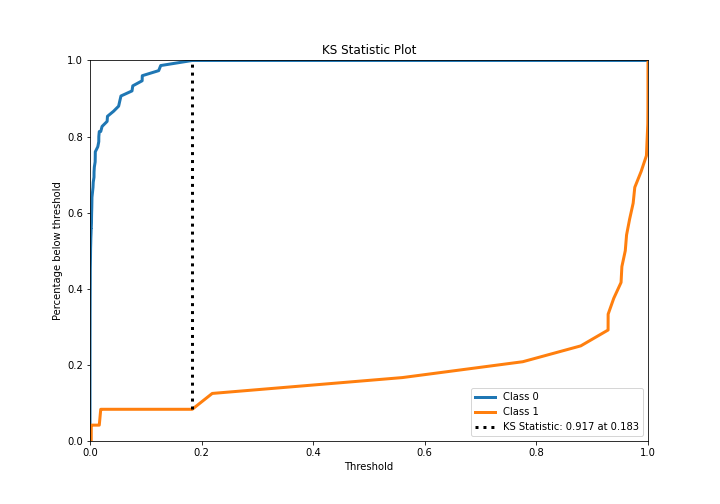 KS Statistic Plot
1.0
0.8
0.6
0.4
0.2
0.0
Percentage below threshold
0.0 0.2 0.4 0.6 0.8 1.0
Threshold
Class 0
Class 1
KS Statistic: 0.917 at 0.183